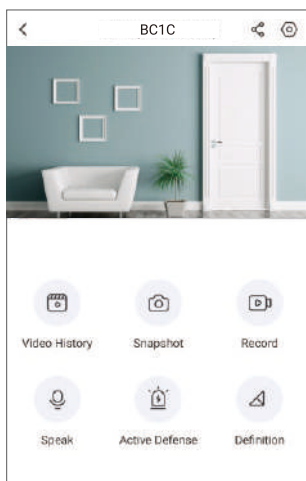 BC1C
Video History Snapshot Record
Speak Active Defense Definition